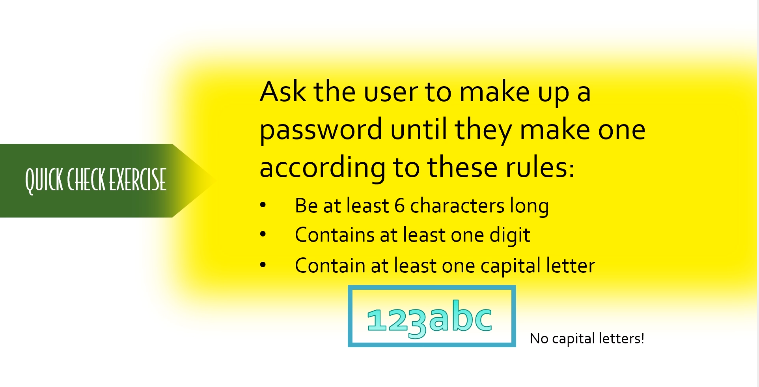 QUICK CHECK EXERCISE
Ask the user to make up a
password until they make one
according to these rules:
• Be at least 6 characters long
• Contains at least one digit
• Contain at least one capital letter
123abc
No capital letters!